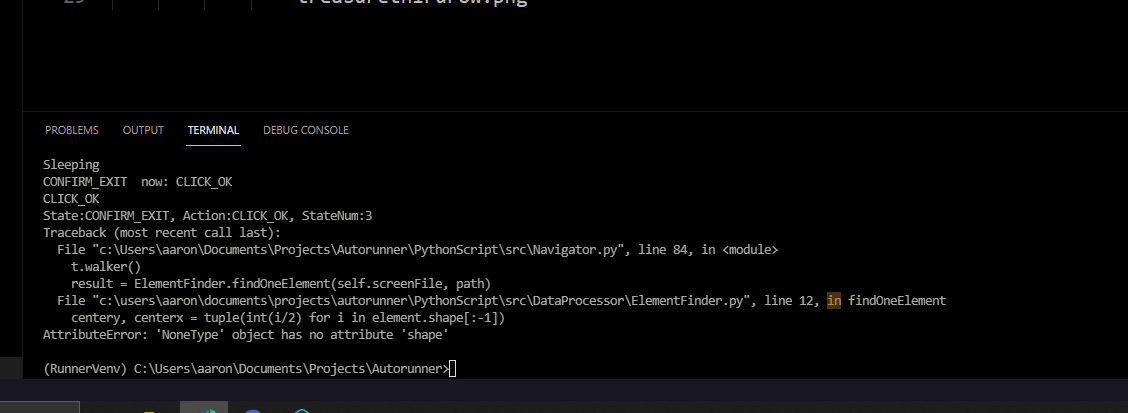 treasurethirdrow.png
PROBLEMS OUTPUT TERMINAL DEBUG CONSOLE
Sleeping
CONFIRM_EXIT  now: CLICK_OK
CLICK_OK
State:CONFIRM_EXIT, Action:CLICK_OK, StateNum:3
Traceback (most recent call last):
  File "c:\Users\aaron\Documents\Projects\Autorunner\PythonScript\src\Navigator.py", line 84, in <module>
    t.walker()
    result = ElementFinder.findOneElement(self.screenFile, path)
  File "c:\users\aaron\documents\projects\autorunner\PythonScript\src\DataProcessor\ElementFinder.py", line 12, in findOneElement
    centery, centerx = tuple(int(i/2) for i in element.shape[:-1])
AttributeError: 'NoneType' object has no attribute 'shape'
(RunnerVenv) C:\Users\aaron\Documents\Projects\Autorunner>